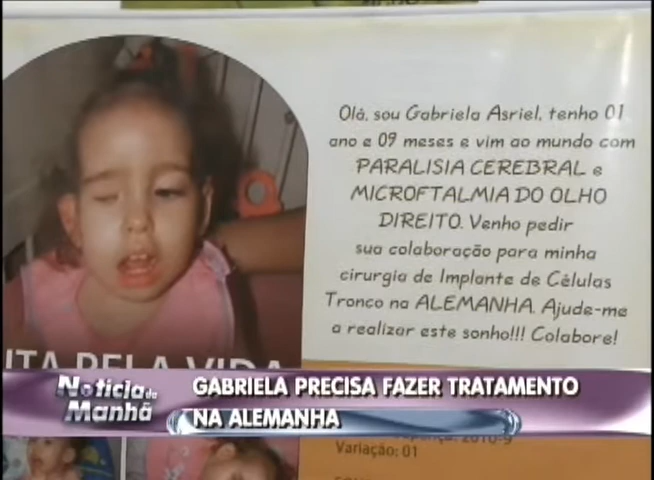 Olá, sou Gabriela Asriel, tenho 01
ano e 09 meses e vim ao mundo com
PARALISIA CEREBRAL e
MICROFTALMIA DO OLHO
DIREITO. Venho pedir
sua colaboração para minha
cirurgia de Implante de Células
Tronco na ALEMANHA. Ajude-me
a realizar este sonho!!! Colabore!
PELA VIDA
Notícia da Manhã
GABRIELA PRECISA FAZER TRATAMENTO
NA ALEMANHA
Variação: 01